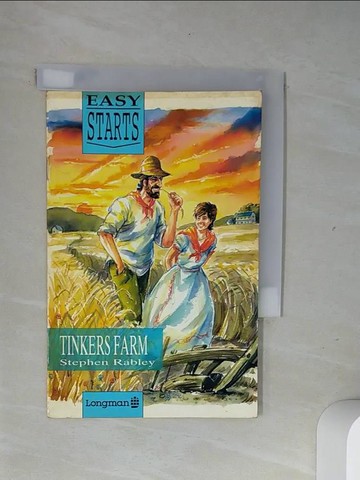 EASY
STARTS
TINKERS FARM
Stephen Rabley
Longman